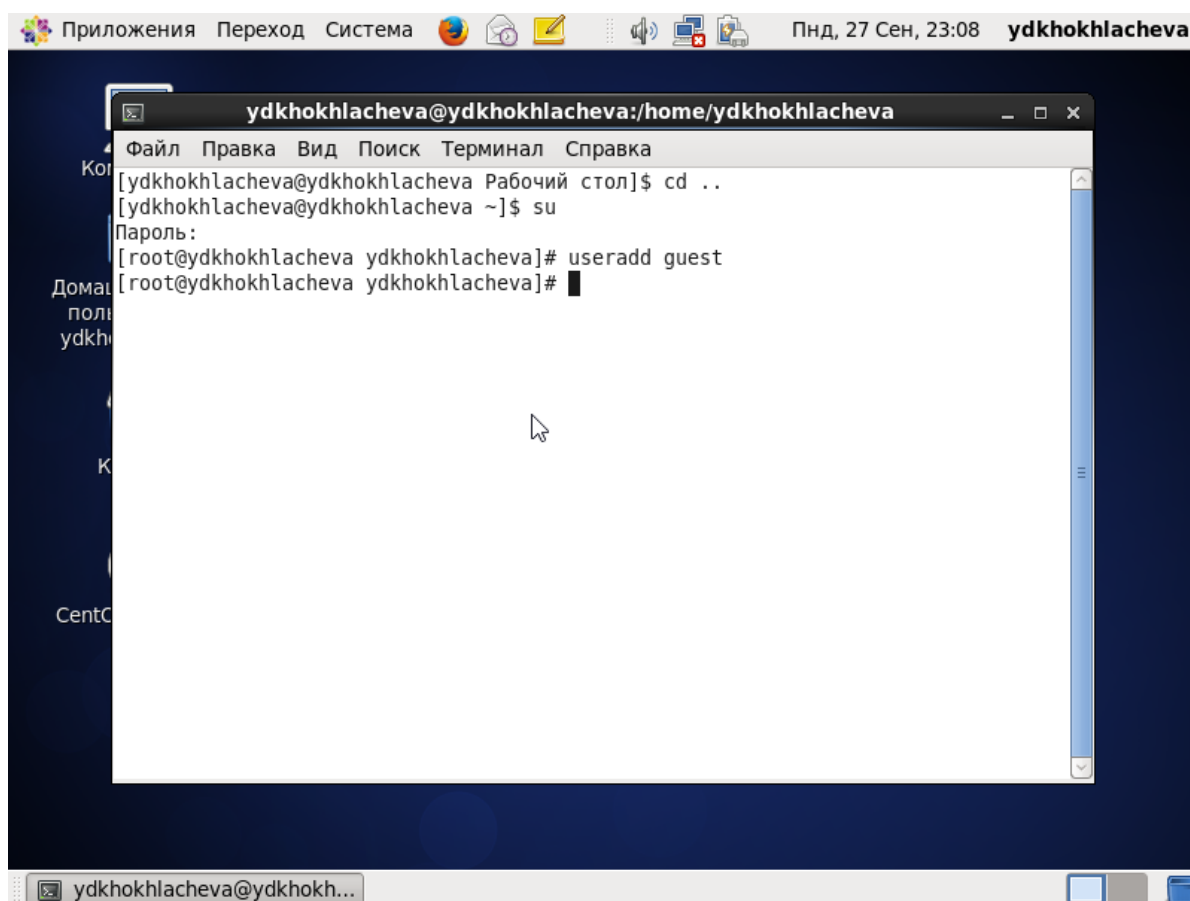 Приложения Переход Система Пнд, 27 Сен, 23:08 ydkhokhlacheva
ydkhokhlacheva@ydkhokhlacheva:/home/ydkhokhlacheva
Файл Правка Вид Поиск Терминал Справка
[ydkhokhlacheva@ydkhokhlacheva Рабочий стол]$ cd ..
[ydkhokhlacheva@ydkhokhlacheva ~]$ su
Пароль:
[root@ydkhokhlacheva ydkhokhlacheva]# useradd guest
[root@ydkhokhlacheva ydkhokhlacheva]#
ydkhokhlacheva@ydkhokh...